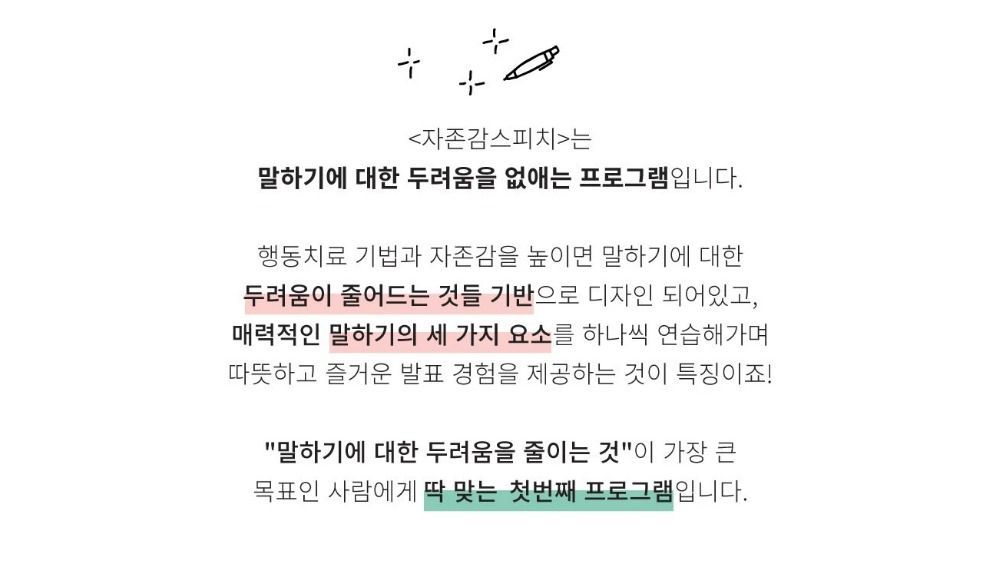 <자존감스피치>는
말하기에 대한 두려움을 없애는 프로그램입니다.
행동치료 기법과 자존감을 높이면 말하기에 대한
두려움이 줄어드는 것들 기반으로 디자인 되어있고,
매력적인 말하기의 세 가지 요소를 하나씩 연습해가며
따뜻하고 즐거운 발표 경험을 제공하는 것이 특징이죠!
"말하기에 대한 두려움을 줄이는 것"이 가장 큰
목표인 사람에게 딱 맞는 첫번째 프로그램입니다.